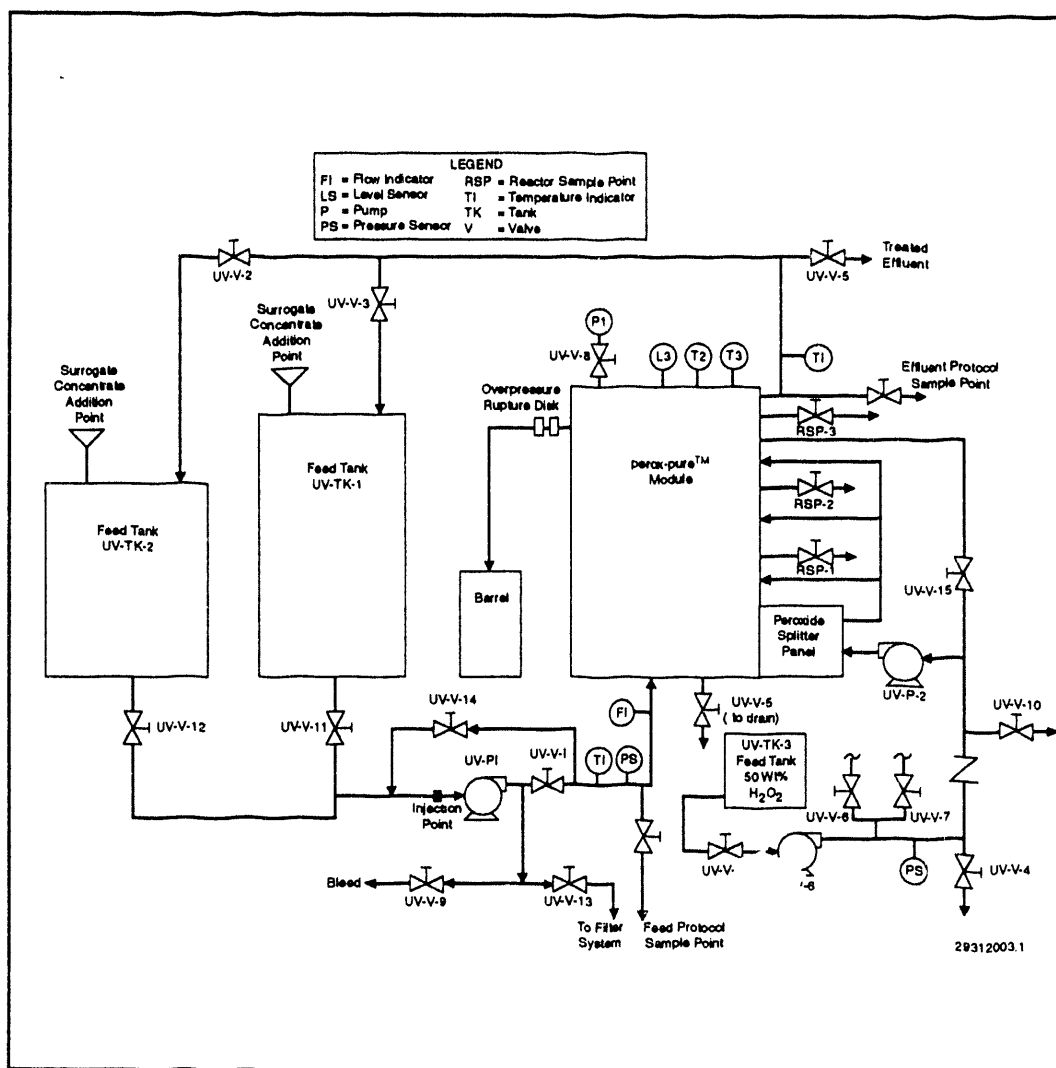 LEGEND
FI = Flow Indicator
LS = Level Sensor
P = Pump
PS = Pressure Sensor
RSP = Reactor Sample Point
TI = Temperature Indicator
TK = Tank
V = Valve
UV-V-2
UV-V-3
UV-V-5
Treated
Effluent
Surrogate
Concentrate
Addition
Point
Surrogate
Concentrate
Addition
Point
P1
UV-V-8
L3
T2
T3
TI
Effluent Protocol
Sample Point
Overpressure
Rupture Disk
RSP-3
Feed Tank
UV-TK-1
perox-pure™
Module
RSP-2
Feed Tank
UV-TK-2
RSP-1
Barrel
UV-V-15
Peroxide
Splitter
Panel
UV-P-2
UV-V-14
UV-V-12
UV-V-11
UV-V-5
( to drain)
FI
UV-V-10
UV-PI
UV-V-I
TI
PS
UV-TK-3
Feed Tank
50 Wt%
H₂O₂
Injection
Point
UV-V-6
UV-V-7
UV-V-
-6
PS
UV-V-4
Bleed
UV-V-9
UV-V-13
To Filter
System
Feed Protocol
Sample Point
29312003.1